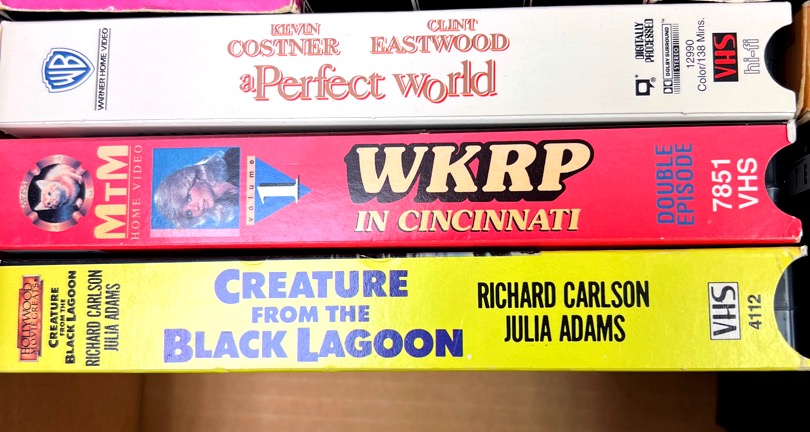 WB
WARNER HOME VIDEO
KEVIN
COSTNER
CLINT
EASTWOOD
a Perfect world
DIGITALLY
PROCESSED
DOLBY SURROUND
STEREO
12990
Color/138 Mins.
VHS
hi-fi
MTM
HOME VIDEO
volume
1
WKRP
IN CINCINNATI
DOUBLE
EPISODE
7851
VHS
HOLLYWOOD
MOVIE GREATS
CREATURE
FROM THE
BLACK LAGOON
RICHARD CARLSON
JULIA ADAMS
CREATURE
FROM THE
BLACK LAGOON
RICHARD CARLSON
JULIA ADAMS
VHS
4112